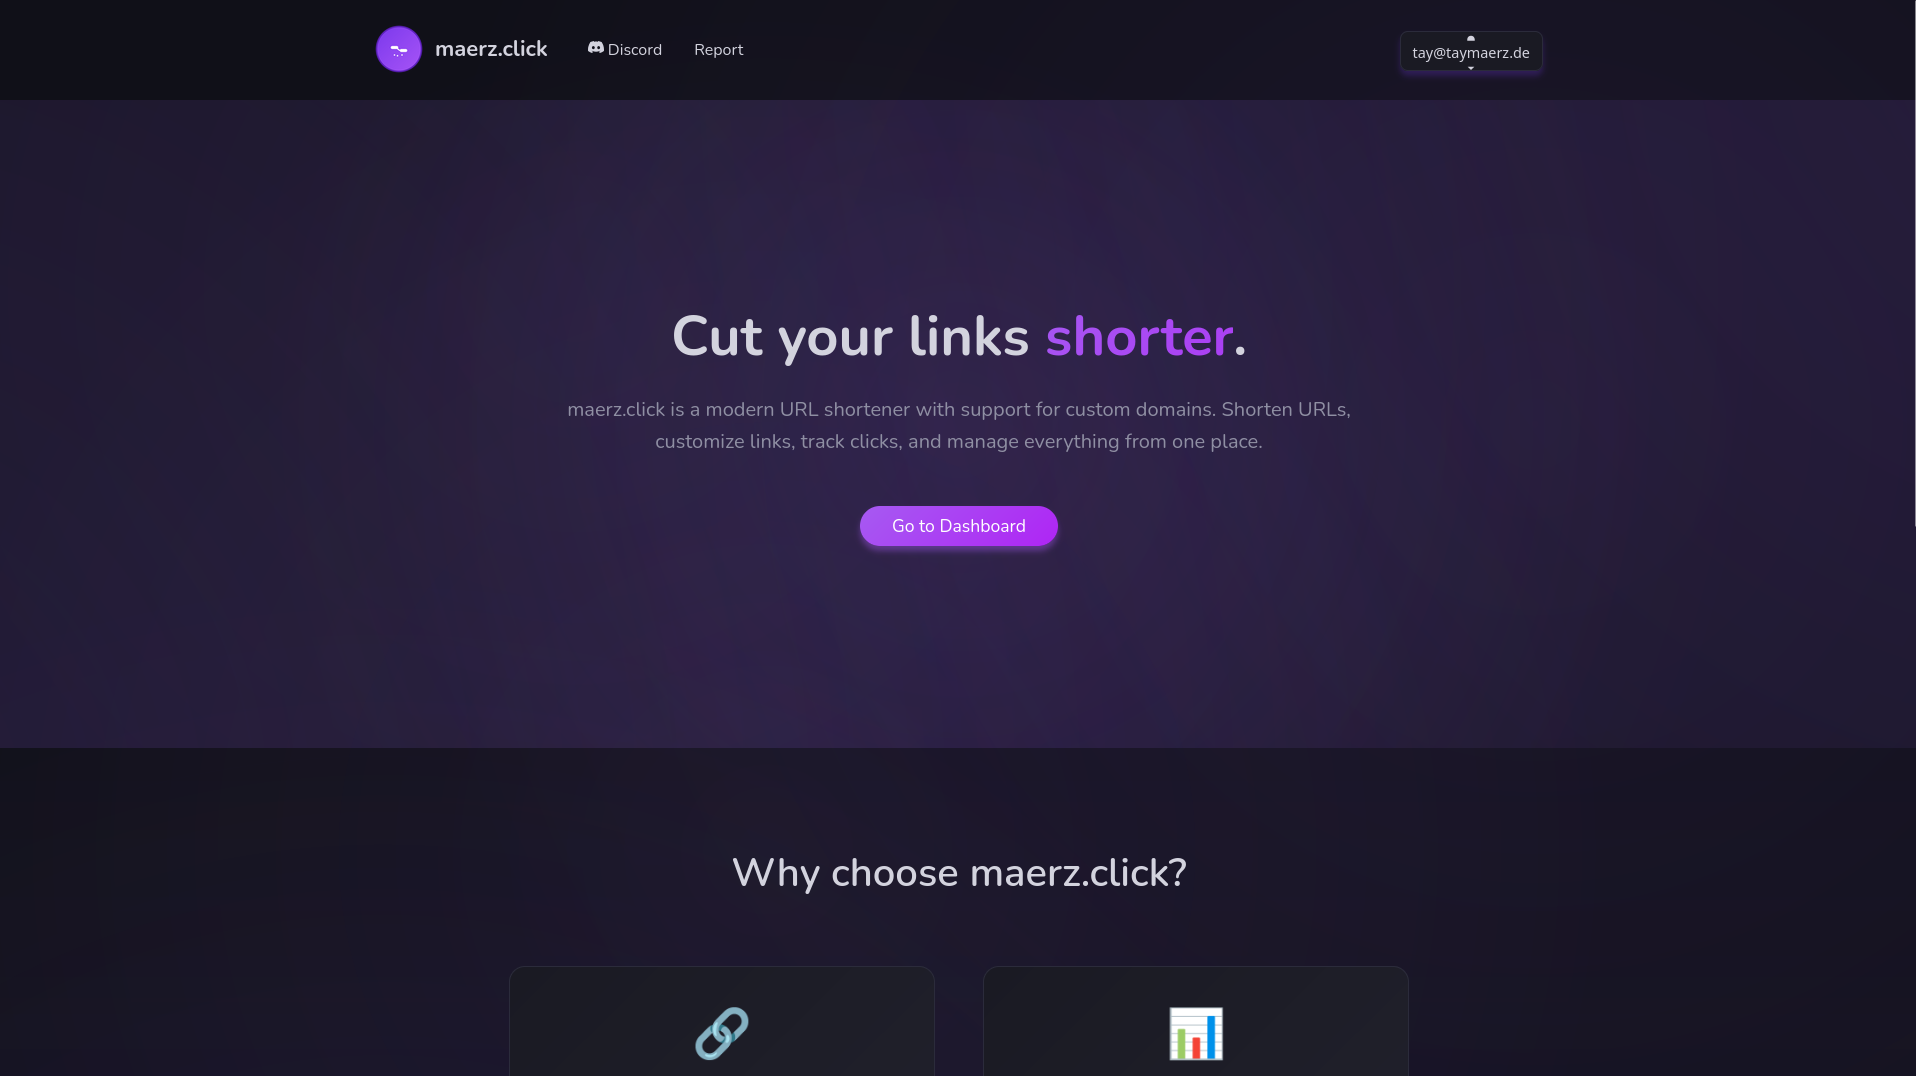 maerz.click
Discord
Report
tay@taymaerz.de
Cut your links shorter.
maerz.click is a modern URL shortener with support for custom domains. Shorten URLs,
customize links, track clicks, and manage everything from one place.
Go to Dashboard
Why choose maerz.click?